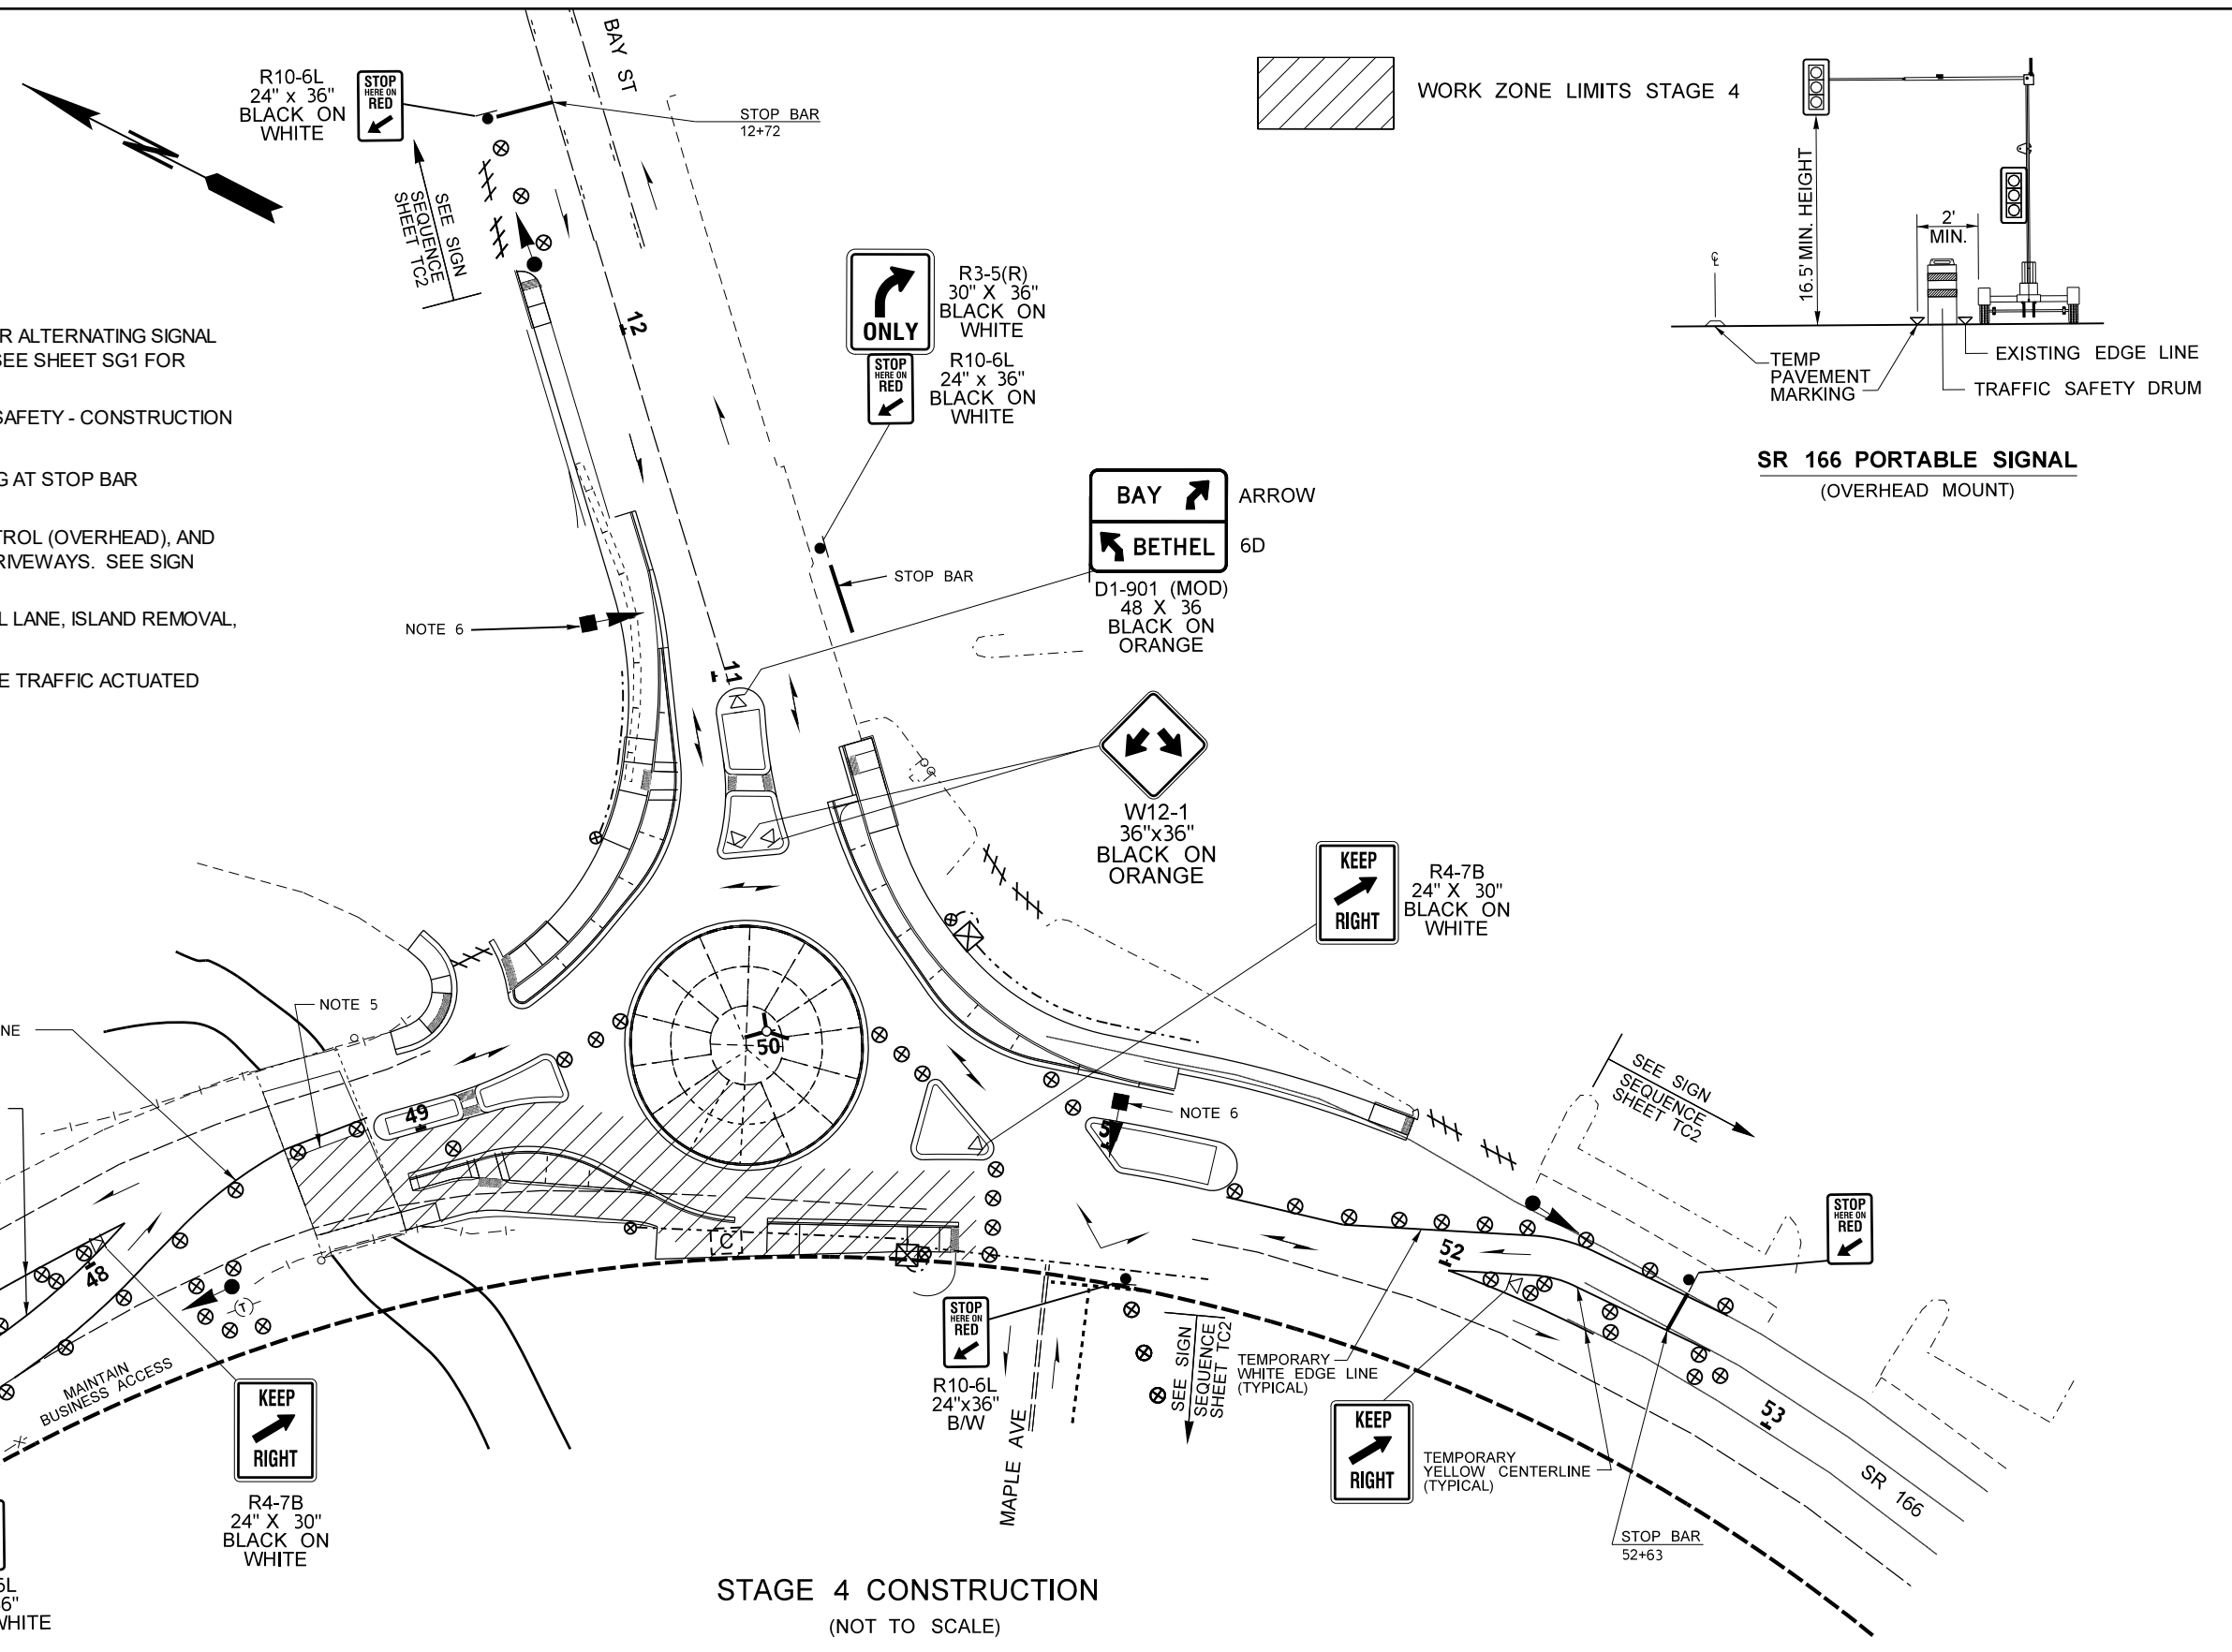 BAY ST
R10-6L
24" x 36"
BLACK ON
WHITE
STOP
HERE ON
RED
STOP BAR
12+72
SEE SIGN
SEQUENCE
SHEET TC2
N
WORK ZONE LIMITS STAGE 4
16.5' MIN. HEIGHT
2'
MIN.
℄
TEMP
PAVEMENT
MARKING
EXISTING EDGE LINE
TRAFFIC SAFETY DRUM
SR 166 PORTABLE SIGNAL
(OVERHEAD MOUNT)
R ALTERNATING SIGNAL
SEE SHEET SG1 FOR
SAFETY - CONSTRUCTION
G AT STOP BAR
TROL (OVERHEAD), AND
RIVEWAYS. SEE SIGN
L LANE, ISLAND REMOVAL,
E TRAFFIC ACTUATED
12
ONLY
R3-5(R)
30" X 36"
BLACK ON
WHITE
STOP
HERE ON
RED
R10-6L
24" x 36"
BLACK ON
WHITE
BAY
ARROW
BETHEL
6D
D1-901 (MOD)
48 X 36
BLACK ON
ORANGE
STOP BAR
NOTE 6
11
W12-1
36"x36"
BLACK ON
ORANGE
KEEP
RIGHT
R4-7B
24" X 30"
BLACK ON
WHITE
NOTE 5
NE
50
49
NOTE 6
5
SEE SIGN
SEQUENCE
SHEET TC2
C
48
T
52
STOP
HERE ON
RED
STOP
HERE ON
RED
R10-6L
24"x36"
B/W
MAPLE AVE
SEE SIGN
SEQUENCE
SHEET TC2
TEMPORARY
WHITE EDGE LINE
(TYPICAL)
MAINTAIN
BUSINESS ACCESS
KEEP
RIGHT
R4-7B
24" X 30"
BLACK ON
WHITE
KEEP
RIGHT
TEMPORARY
YELLOW CENTERLINE
(TYPICAL)
53
SR 166
STOP BAR
52+63
6L
6"
WHITE
STAGE 4 CONSTRUCTION
(NOT TO SCALE)